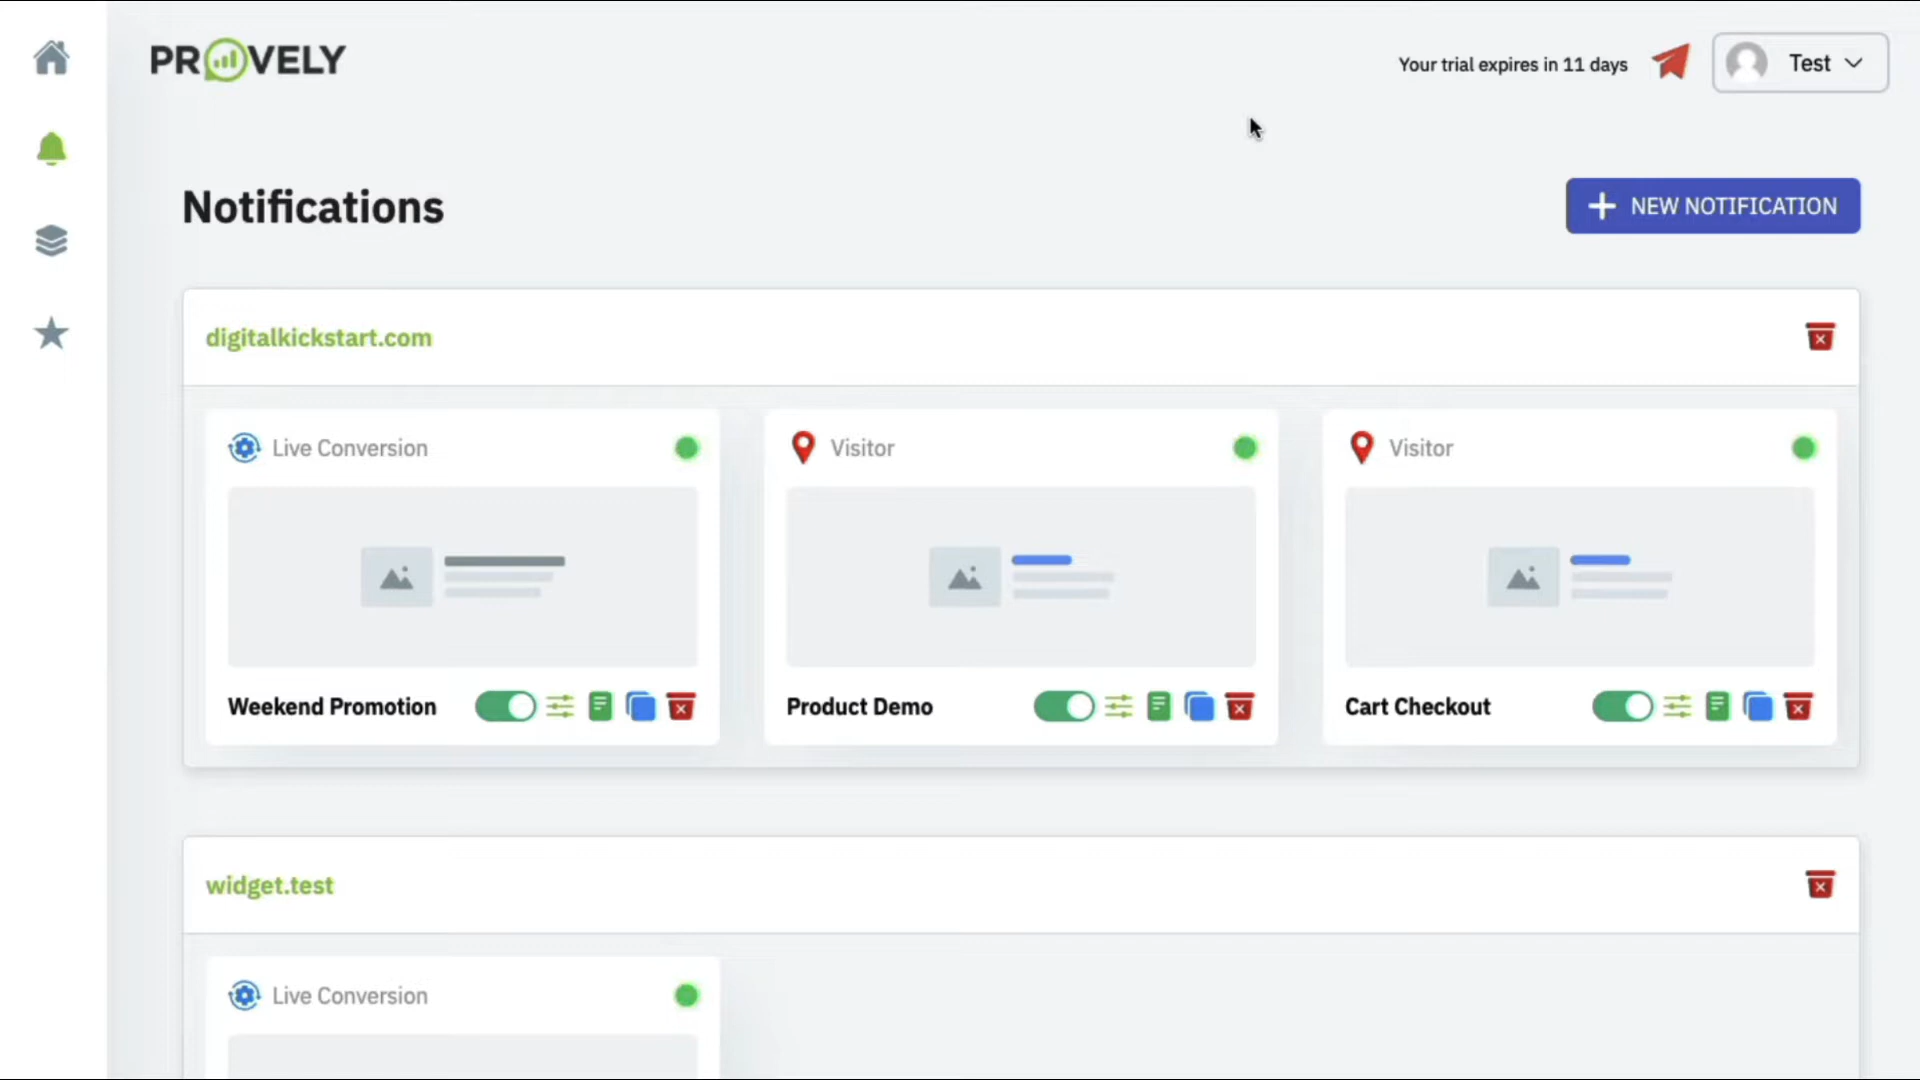 PROVELY
Your trial expires in 11 days
Test
Notifications
NEW NOTIFICATION
digitalkickstart.com
Live Conversion
Visitor
Visitor
Weekend Promotion
Product Demo
Cart Checkout
widget.test
Live Conversion